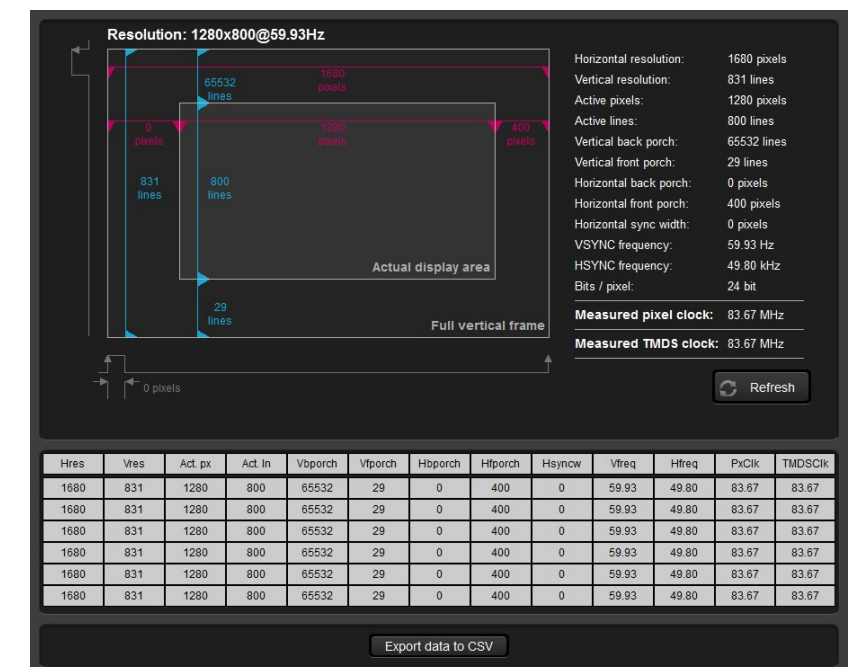 Resolution: 1280x800@59.93Hz
65532
lines
1680
pixels
0
pixels
1280
pixels
400
pixels
831
lines
800
lines
Actual display area
29
lines
Full vertical frame
0 pixels
Horizontal resolution: 1680 pixels
Vertical resolution: 831 lines
Active pixels: 1280 pixels
Active lines: 800 lines
Vertical back porch: 65532 lines
Vertical front porch: 29 lines
Horizontal back porch: 0 pixels
Horizontal front porch: 400 pixels
Horizontal sync width: 0 pixels
VSYNC frequency: 59.93 Hz
HSYNC frequency: 49.80 kHz
Bits / pixel: 24 bit
Measured pixel clock: 83.67 MHz
Measured TMDS clock: 83.67 MHz
Refresh
Hres Vres Act. px Act. ln Vbporch Vfporch Hbporch Hfporch Hsyncw Vfreq Hfreq PxClk TMDSClk
1680 831 1280 800 65532 29 0 400 0 59.93 49.80 83.67 83.67
1680 831 1280 800 65532 29 0 400 0 59.93 49.80 83.67 83.67
1680 831 1280 800 65532 29 0 400 0 59.93 49.80 83.67 83.67
1680 831 1280 800 65532 29 0 400 0 59.93 49.80 83.67 83.67
1680 831 1280 800 65532 29 0 400 0 59.93 49.80 83.67 83.67
1680 831 1280 800 65532 29 0 400 0 59.93 49.80 83.67 83.67
Export data to CSV